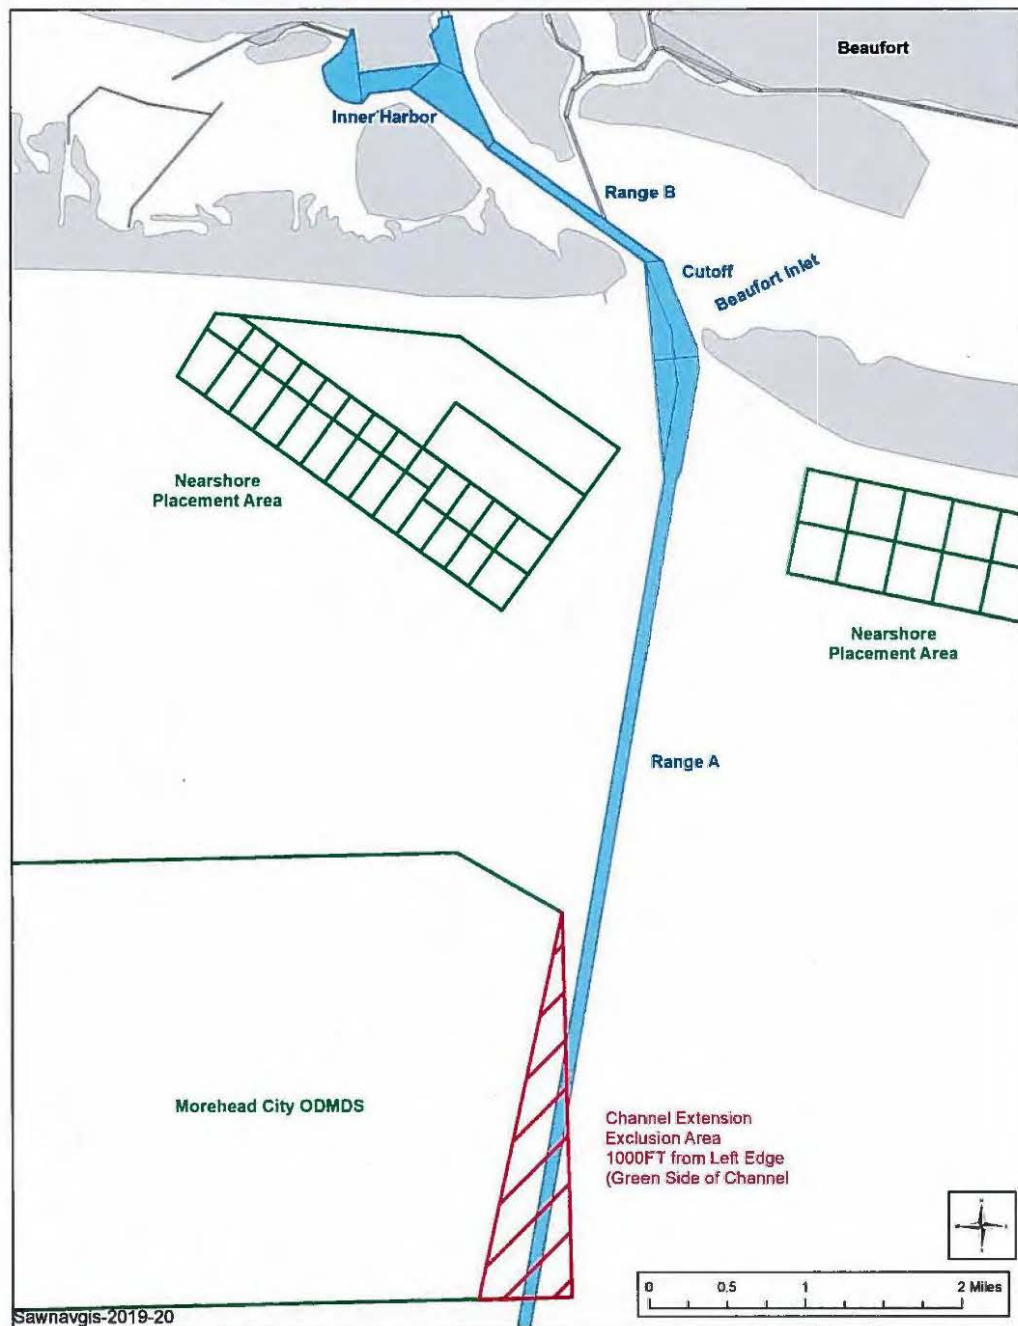 Beaufort
Inner Harbor
Range B
Cutoff
Beaufort Inlet
Nearshore
Placement Area
Nearshore
Placement Area
Range A
Morehead City ODMDS
Channel Extension
Exclusion Area
1000FT from Left Edge
(Green Side of Channel
0 0.5 1 2 Miles
Sawnavgis-2019-20